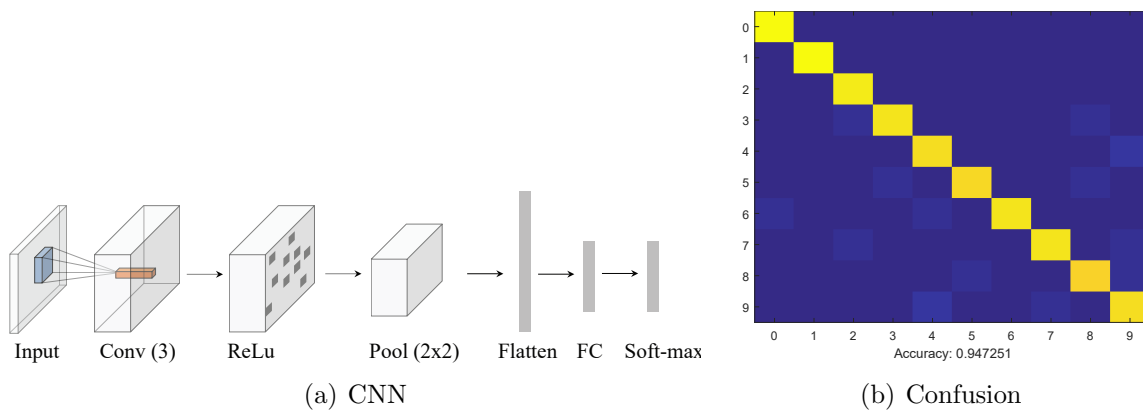 Input Conv (3) ReLu Pool (2x2) Flatten FC Soft-max
(a) CNN
0
1
2
3
4
5
6
7
8
9
0 1 2 3 4 5 6 7 8 9
Accuracy: 0.947251
(b) Confusion